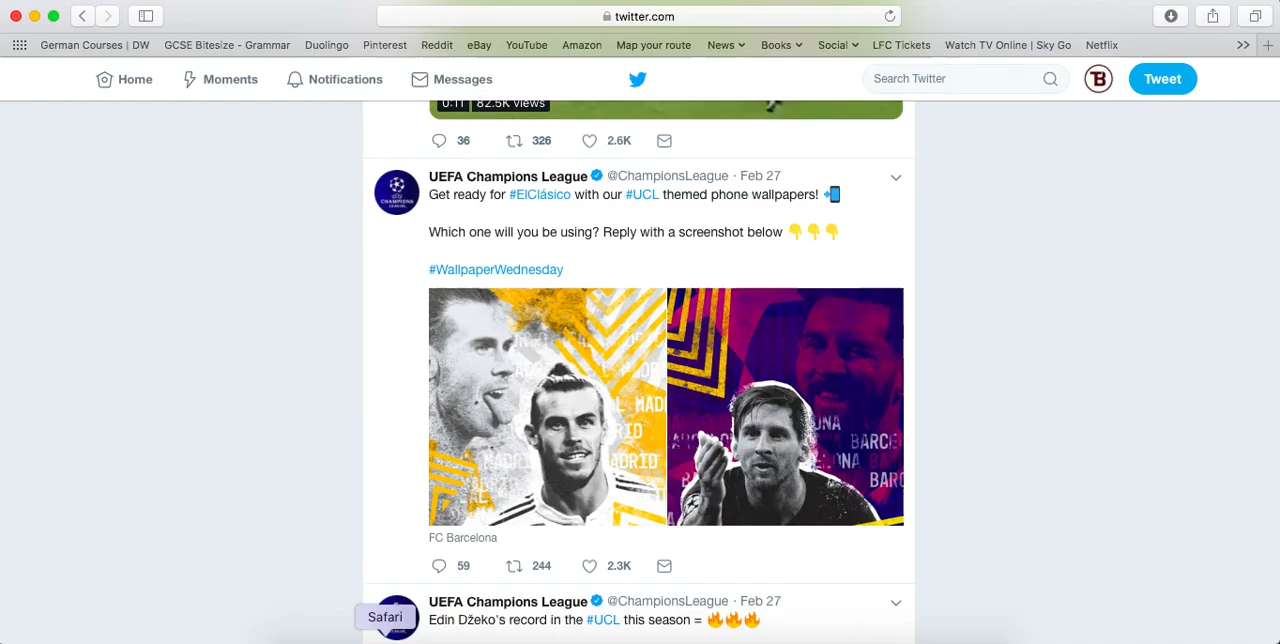 twitter.com
German Courses | DW GCSE Bitesize - Grammar Duolingo Pinterest Reddit eBay YouTube Amazon Map your route News Books Social LFC Tickets Watch TV Online | Sky Go Netflix
Home Moments Notifications Messages Search Twitter TB Tweet
0:11 82.5K views
36 326 2.6K
UEFA Champions League @ChampionsLeague · Feb 27
Get ready for #ElClásico with our #UCL themed phone wallpapers!
Which one will you be using? Reply with a screenshot below
#WallpaperWednesday
FC Barcelona
59 244 2.3K
UEFA Champions League @ChampionsLeague · Feb 27
Edin Džeko's record in the #UCL this season =
Safari